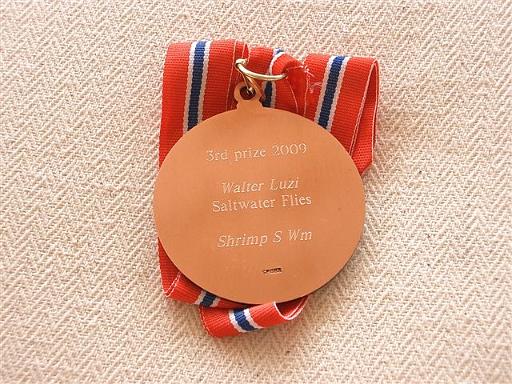 3rd prize 2009
Walter Luzi
Saltwater Flies
Shrimp S Wm